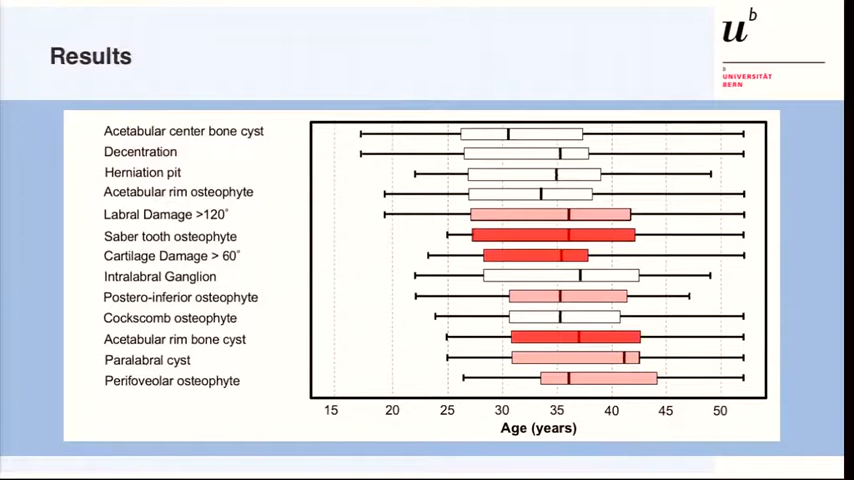 Results
u^b
b
UNIVERSITÄT
BERN
Acetabular center bone cyst
Decentration
Herniation pit
Acetabular rim osteophyte
Labral Damage >120°
Saber tooth osteophyte
Cartilage Damage > 60°
Intralabral Ganglion
Postero-inferior osteophyte
Cockscomb osteophyte
Acetabular rim bone cyst
Paralabral cyst
Perifoveolar osteophyte
15 20 25 30 35 40 45 50
Age (years)